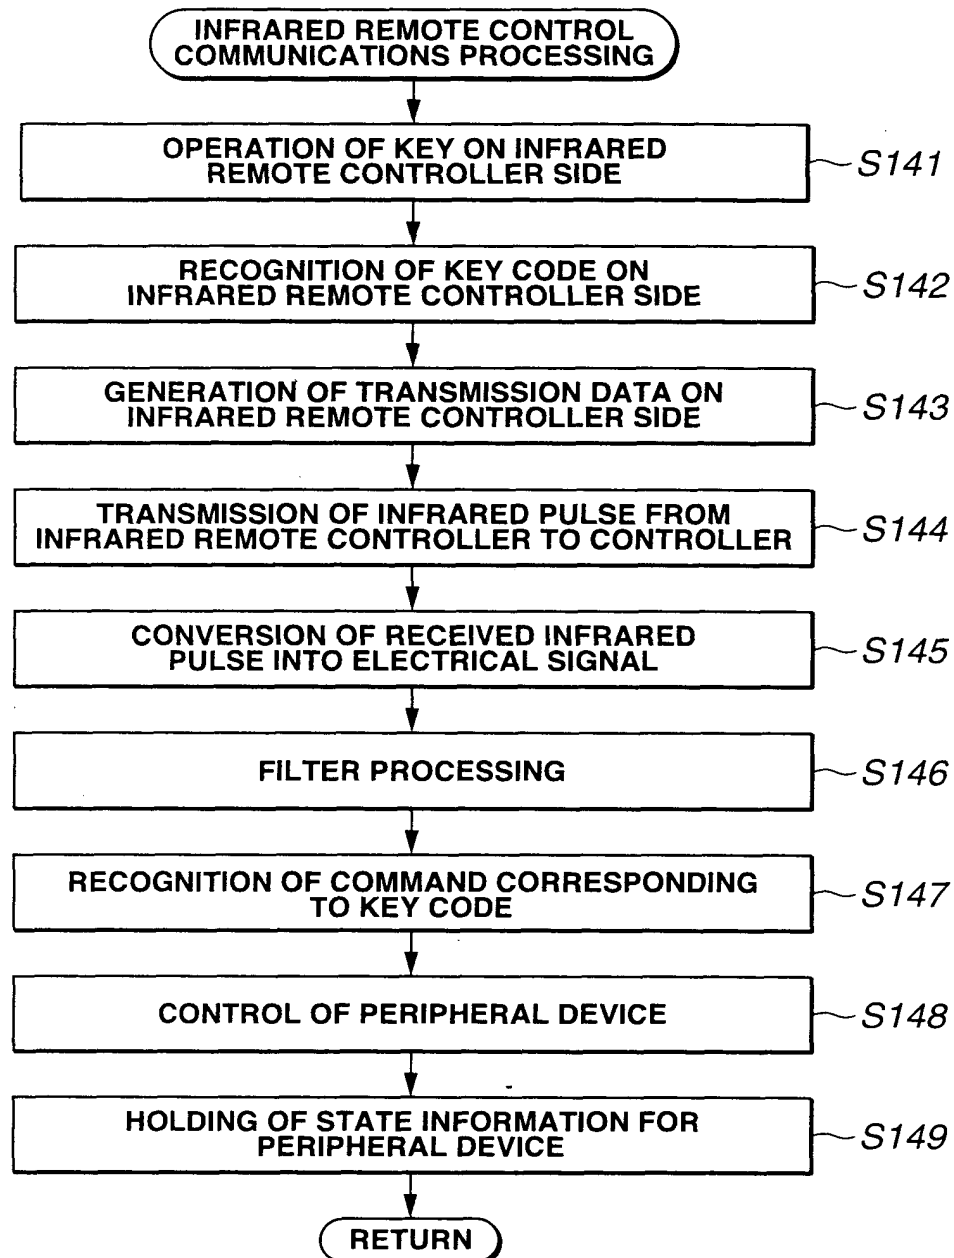 INFRARED REMOTE CONTROL
COMMUNICATIONS PROCESSING
OPERATION OF KEY ON INFRARED
REMOTE CONTROLLER SIDE
S141
RECOGNITION OF KEY CODE ON
INFRARED REMOTE CONTROLLER SIDE
S142
GENERATION OF TRANSMISSION DATA ON
INFRARED REMOTE CONTROLLER SIDE
S143
TRANSMISSION OF INFRARED PULSE FROM
INFRARED REMOTE CONTROLLER TO CONTROLLER
S144
CONVERSION OF RECEIVED INFRARED
PULSE INTO ELECTRICAL SIGNAL
S145
FILTER PROCESSING
S146
RECOGNITION OF COMMAND CORRESPONDING
TO KEY CODE
S147
CONTROL OF PERIPHERAL DEVICE
S148
HOLDING OF STATE INFORMATION FOR
PERIPHERAL DEVICE
S149
RETURN